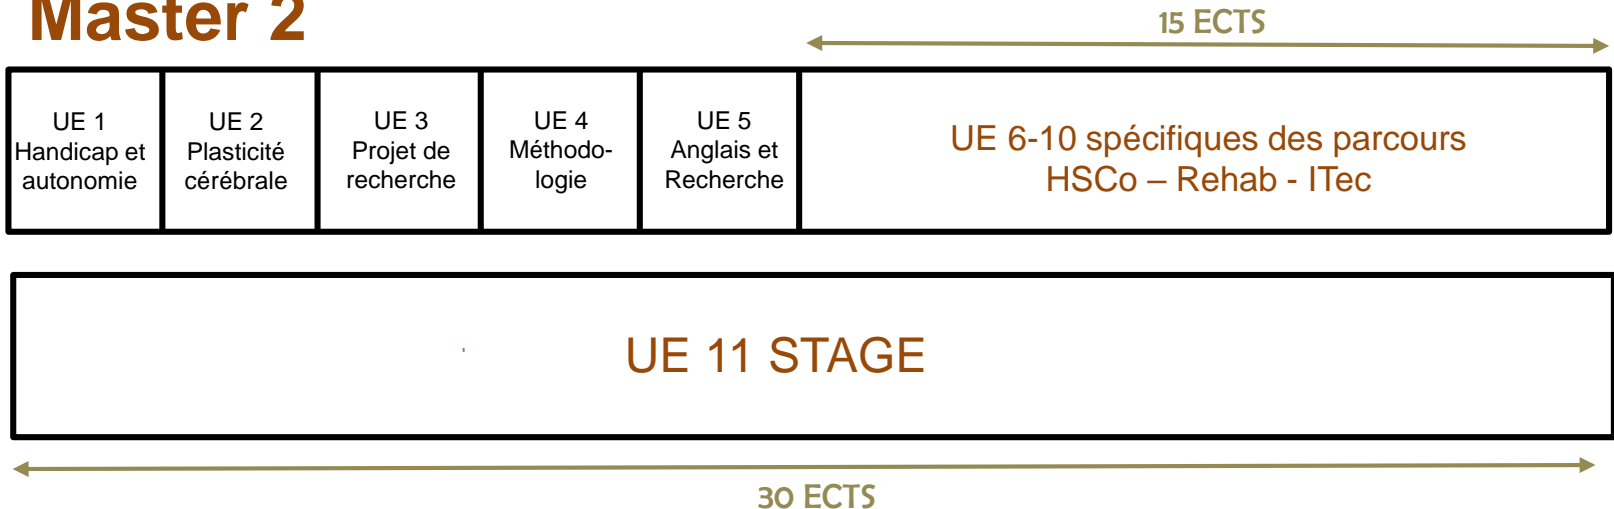 Master 2
15 ECTS
UE 1
Handicap et
autonomie
UE 2
Plasticité
cérébrale
UE 3
Projet de
recherche
UE 4
Méthodo-
logie
UE 5
Anglais et
Recherche
UE 6-10 spécifiques des parcours
HSCo – Rehab - ITec
UE 11 STAGE
30 ECTS